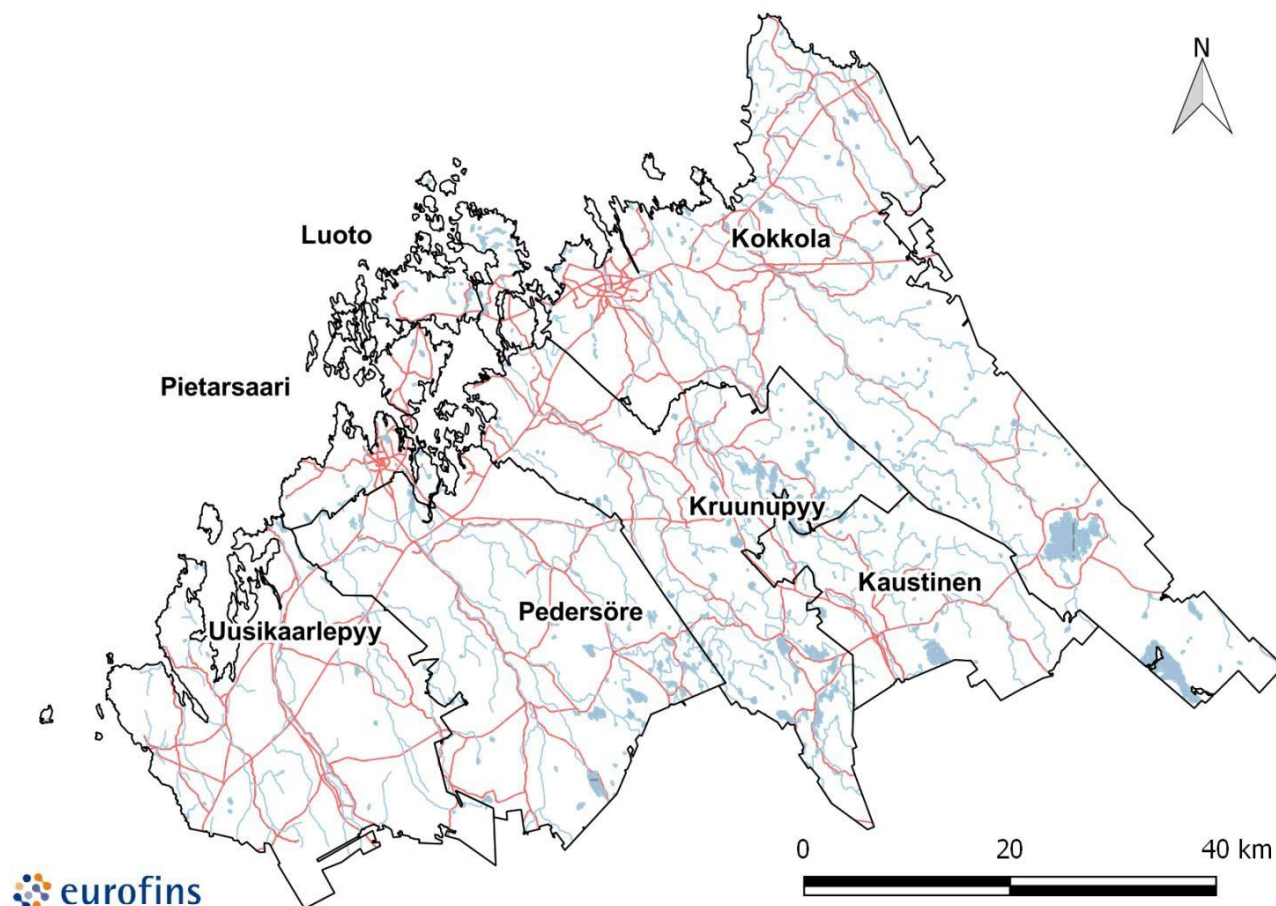 N
Luoto
Kokkola
Pietarsaari
Kruunupyy
Kaustinen
Pedersöre
Uusikaarlepyy
0 20 40 km
eurofins